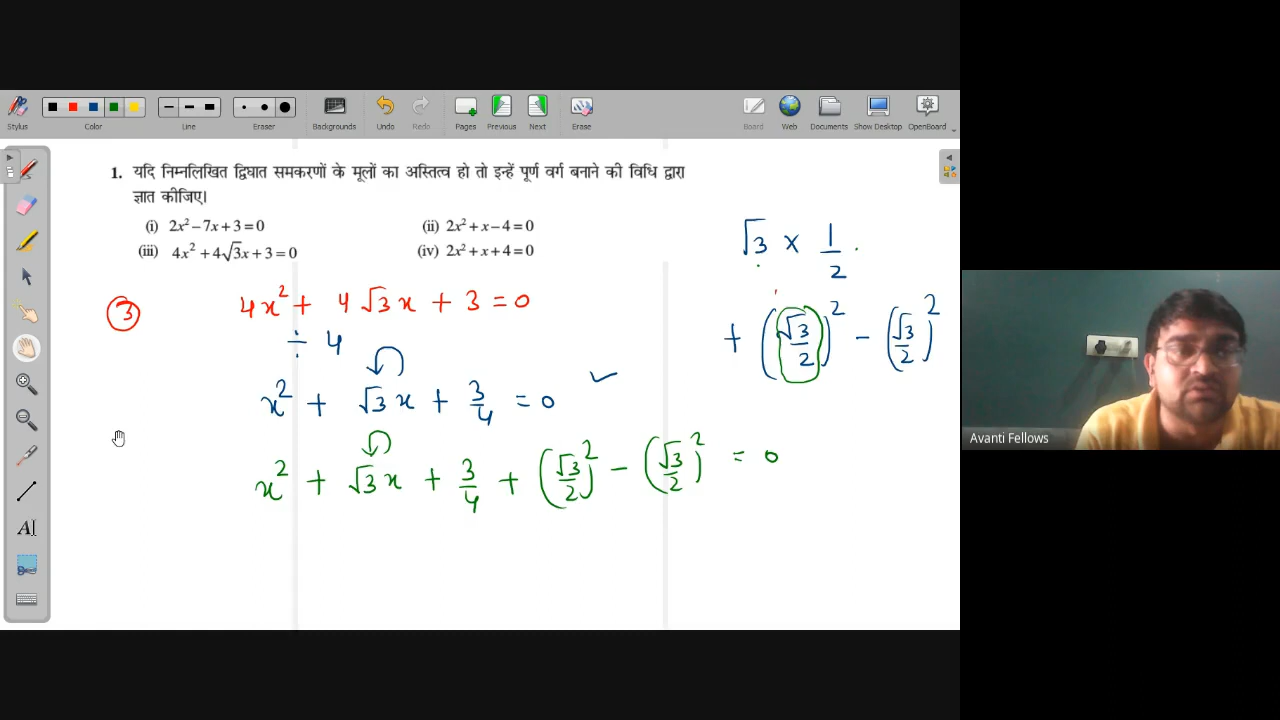 Stylus
Color
Line
Eraser
Backgrounds
Undo
Redo
Pages
Previous
Next
Erase
Board
Web
Documents
Show Desktop
OpenBoard
1. यदि निम्नलिखित द्विघात समकरणों के मूलों का अस्तित्व हो तो इन्हें पूर्ण वर्ग बनाने की विधि द्वारा
ज्ञात कीजिए।
(i) 2x² – 7x + 3 = 0
(ii) 2x² + x – 4 = 0
(iii) 4x² + 4√3x + 3 = 0
(iv) 2x² + x + 4 = 0
√3 × 1/2
+ (√3/2)² − (√3/2)²
③ 4x² + 4√3x + 3 = 0
÷ 4
x² + √3x + 3/4 = 0 ✓
x² + √3x + 3/4 + (√3/2)² − (√3/2)² = 0
A
Avanti Fellows